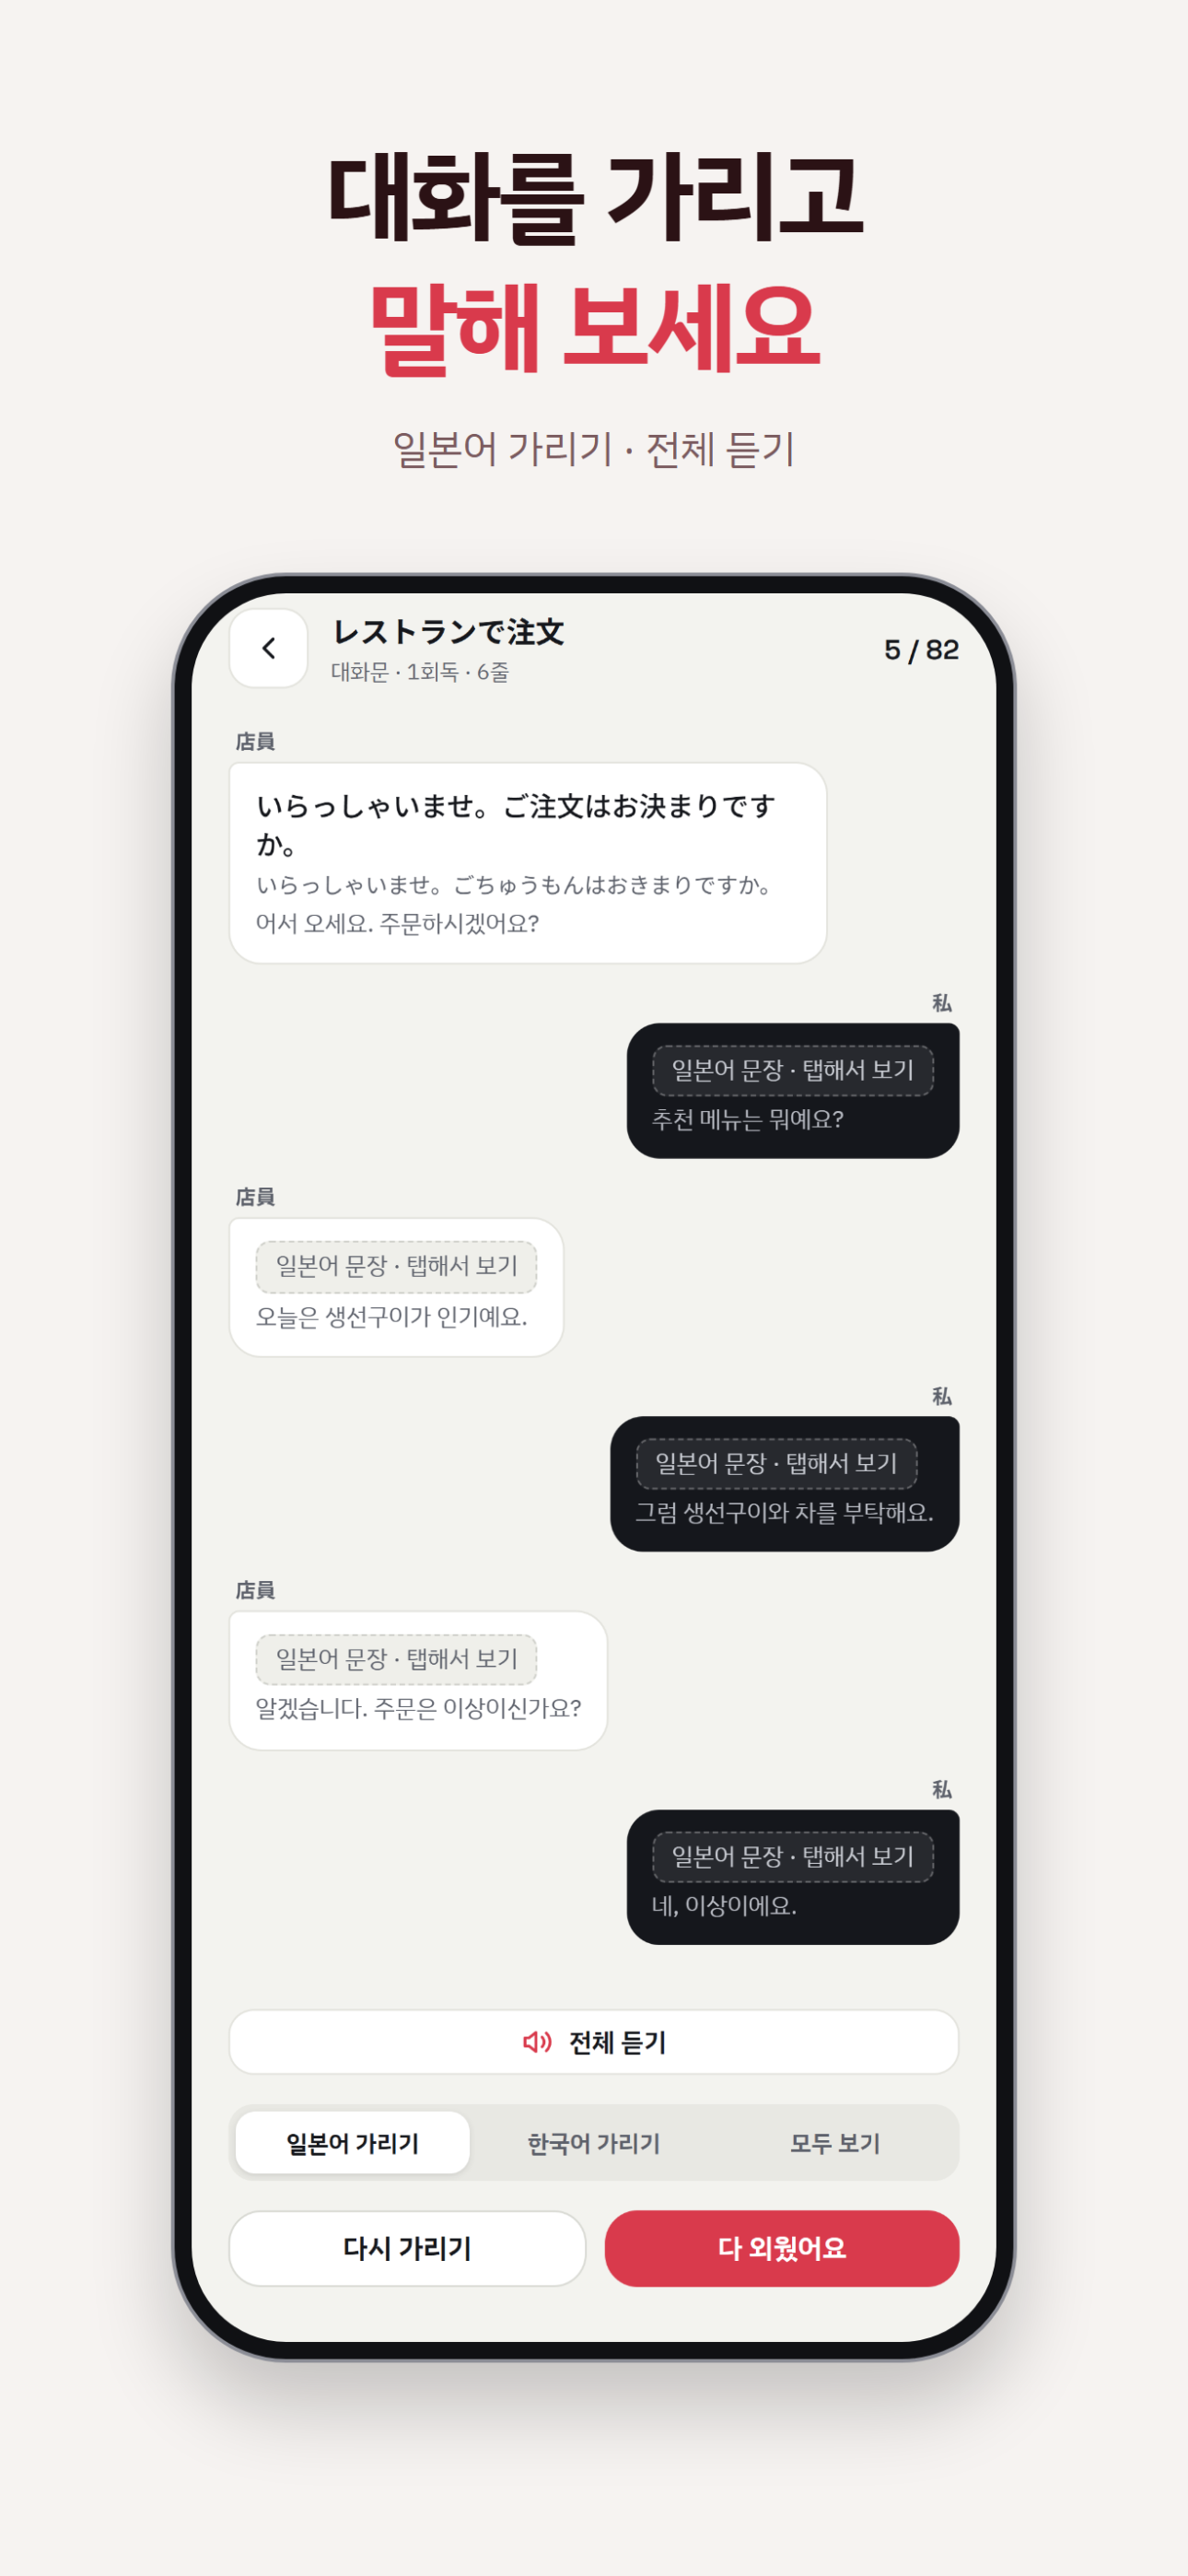 대화를 가리고
말해 보세요
일본어 가리기 · 전체 듣기
レストランで注文
대화문 · 1회독 · 6줄
5 / 82
店員
いらっしゃいませ。ご注文はお決まりです
か。
いらっしゃいませ。ごちゅうもんはおきまりですか。
어서 오세요. 주문하시겠어요?
私
일본어 문장 · 탭해서 보기
추천 메뉴는 뭐예요?
店員
일본어 문장 · 탭해서 보기
오늘은 생선구이가 인기예요.
私
일본어 문장 · 탭해서 보기
그럼 생선구이와 차를 부탁해요.
店員
일본어 문장 · 탭해서 보기
알겠습니다. 주문은 이상이신가요?
私
일본어 문장 · 탭해서 보기
네, 이상이에요.
전체 듣기
일본어 가리기
한국어 가리기
모두 보기
다시 가리기
다 외웠어요